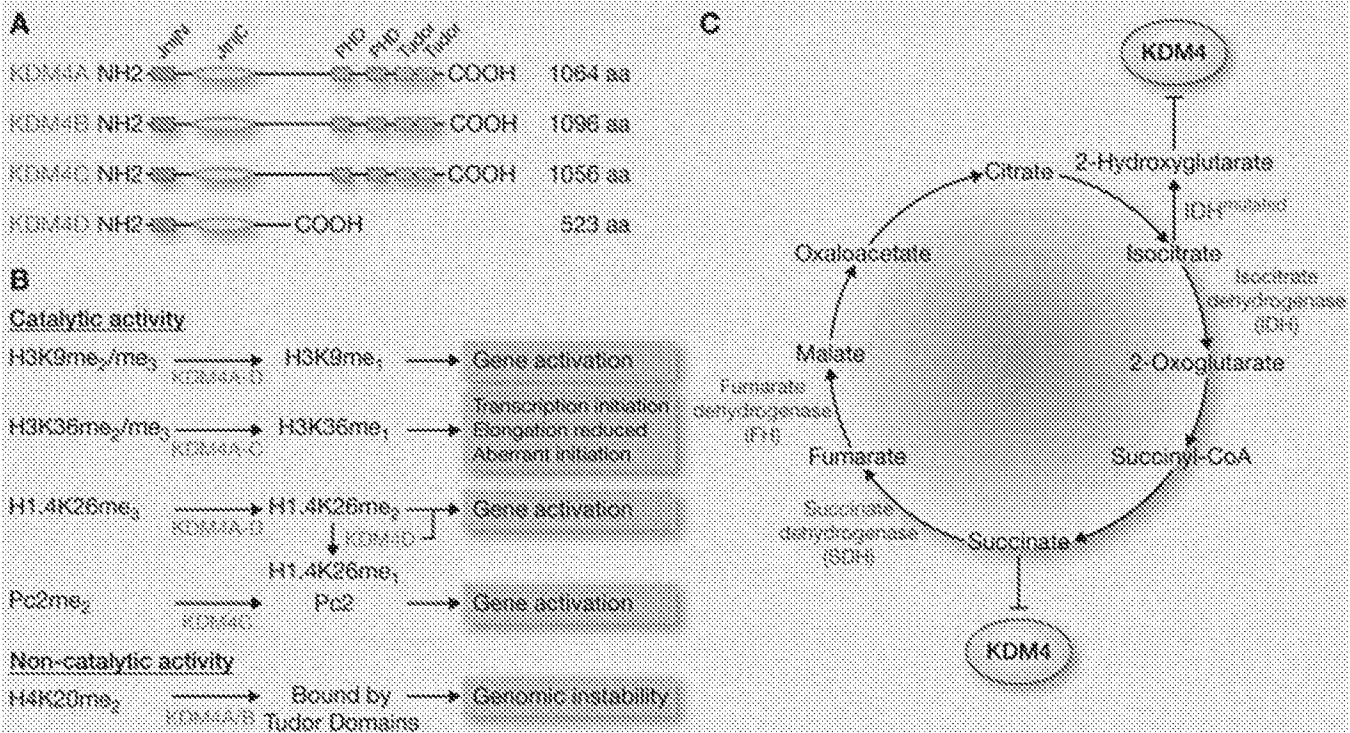 A
JmjN JmjC PHD PHD Tudor Tudor
KDM4A NH2 COOH 1064 aa
KDM4B NH2 COOH 1096 aa
KDM4C NH2 COOH 1056 aa
KDM4D NH2 COOH 523 aa
B
Catalytic activity
H3K9me2/me3 KDM4A-D H3K9me1 Gene activation
Transcription initiation
H3K36me2/me3 KDM4A-C H3K36me1 Elongation reduced
Aberrant initiation
H1.4K26me3 KDM4A-D H1.4K26me2 KDM4D Gene activation
H1.4K26me1
Pc2me2 KDM4C Pc2 Gene activation
Non-catalytic activity
H4K20me2 KDM4A/B Bound by Genomic instability
Tudor Domains
C
KDM4
2-Hydroxyglutarate
Citrate
IDHmutated
Oxaloacetate
Isocitrate
Isocitrate
dehydrogenase
(IDH)
Malate
2-Oxoglutarate
Fumarate
dehydrogenase
(FH)
Fumarate
Succinyl-CoA
Succinate
dehydrogenase
(SDH)
Succinate
KDM4